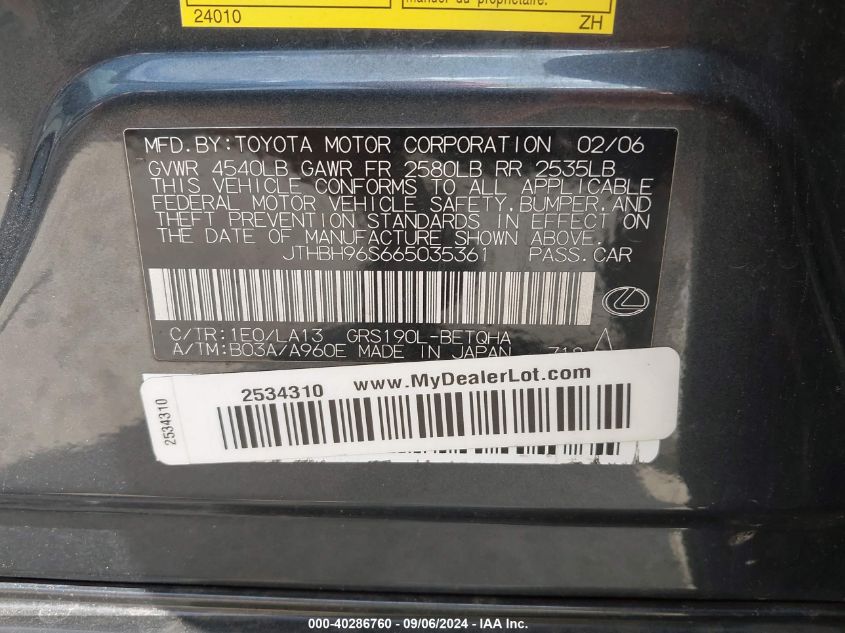 manuel du propriétaire.
24010 ZH
MFD.BY:TOYOTA MOTOR CORPORATION 02/06
GVWR 4540LB GAWR FR 2580LB RR 2535LB
THIS VEHICLE CONFORMS TO ALL APPLICABLE
FEDERAL MOTOR VEHICLE SAFETY,BUMPER,AND
THEFT PREVENTION STANDARDS IN EFFECT ON
THE DATE OF MANUFACTURE SHOWN ABOVE.
JTHBH96S665035361 PASS.CAR
C/TR:1E0/LA13 GRS190L-BETQHA
A/TM:B03A/A960E MADE IN JAPAN
2534310 www.MyDealerLot.com
2534310
000-40286760 - 09/06/2024 - IAA Inc.